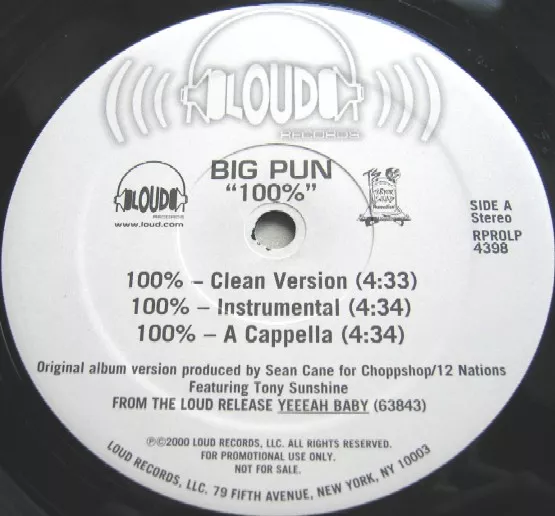 LOUD
RECORDS
BIG PUN
"100%"
LOUD
RECORDS
www.loud.com
SIDE A
Stereo
RPROLP
4398
100% – Clean Version (4:33)
100% – Instrumental (4:34)
100% – A Cappella (4:34)
Original album version produced by Sean Cane for Choppshop/12 Nations
Featuring Tony Sunshine
FROM THE LOUD RELEASE YEEEAH BABY (63843)
℗©2000 LOUD RECORDS, LLC. ALL RIGHTS RESERVED.
FOR PROMOTIONAL USE ONLY.
NOT FOR SALE.
LOUD RECORDS, LLC, 79 FIFTH AVENUE, NEW YORK, NY 10003